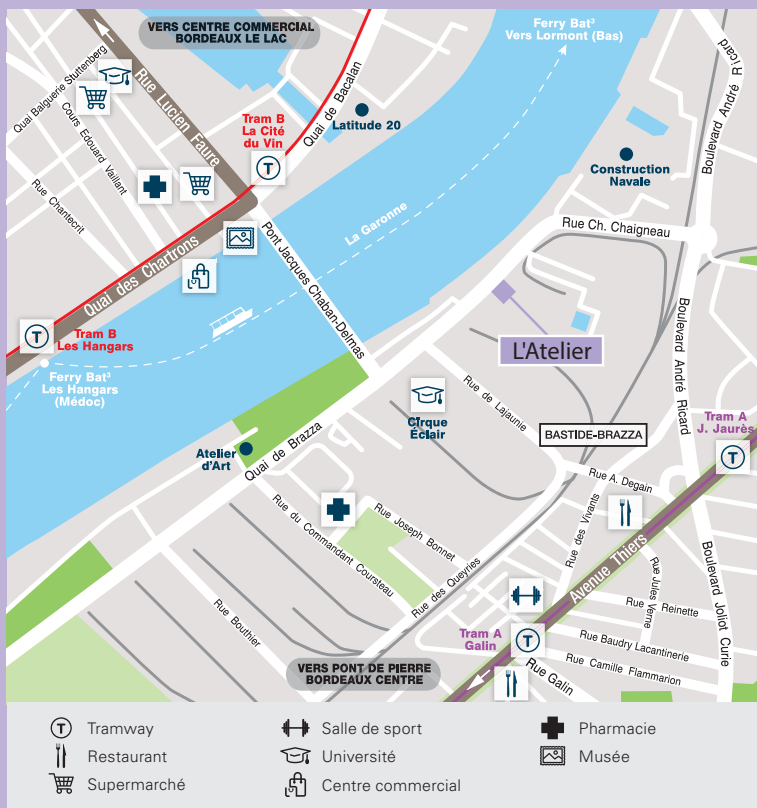 VERS CENTRE COMMERCIAL
BORDEAUX LE LAC
Ferry Bat³
Vers Lormont (Bas)
Quai Balguerie Stuttenberg
Rue Lucien Faure
Cours Edouard Vaillant
Rue Chantecrit
Tram B
La Cité
du Vin
T
Quai de Bacalan
Latitude 20
Boulevard André Ricard
Construction
Navale
Rue Ch. Chaigneau
La Garonne
Pont Jacques Chaban-Delmas
Quai des Chartrons
T
Tram B
Les Hangars
Ferry Bat³
Les Hangars
(Médoc)
L'Atelier
Boulevard André Ricard
Rue de Lajaunie
Cirque
Éclair
BASTIDE-BRAZZA
Tram A
J. Jaurès
T
Atelier
d'Art
Quai de Brazza
Rue A. Degain
Rue des Vivants
Rue du Commandant Coursteau
Rue Joseph Bonnet
Rue des Queyries
Avenue Thiers
Rue Jules Verne
Boulevard Joliot Curie
Rue Reinette
Rue Bouthier
Tram A
Galin
T
Rue Baudry Lacantinerie
Rue Camille Flammarion
Rue Galin
VERS PONT DE PIERRE
BORDEAUX CENTRE
T Tramway
Restaurant
Supermarché
Salle de sport
Université
Centre commercial
Pharmacie
Musée